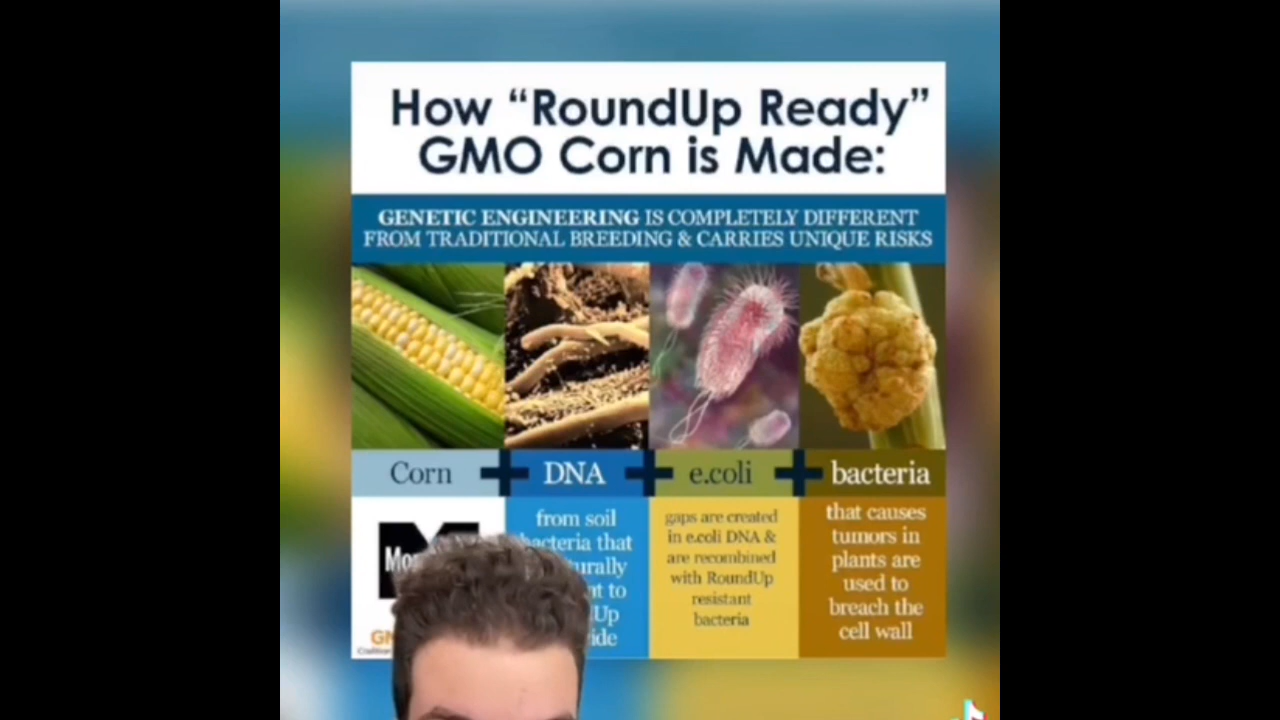 How “RoundUp Ready”
GMO Corn is Made:
GENETIC ENGINEERING IS COMPLETELY DIFFERENT
FROM TRADITIONAL BREEDING & CARRIES UNIQUE RISKS
Corn + DNA + e.coli + bacteria
from soil
bacteria that
gaps are created
in e.coli DNA &
are recombined
with RoundUp
resistant
bacteria
that causes
tumors in
plants are
used to
breach the
cell wall